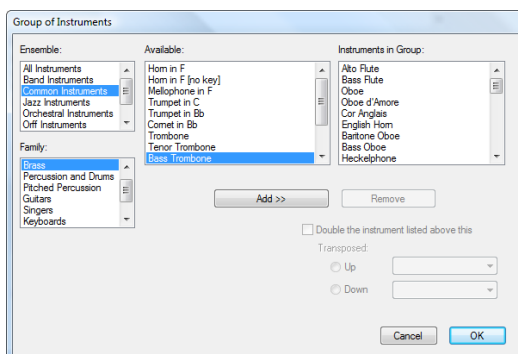 Group of Instruments
Ensemble:
All Instruments
Band Instruments
Common Instruments
Jazz Instruments
Orchestral Instruments
Orff Instruments
Family:
Brass
Percussion and Drums
Pitched Percussion
Guitars
Singers
Keyboards
Available:
Horn in F
Horn in F [no key]
Mellophone in F
Trumpet in C
Trumpet in Bb
Cornet in Bb
Trombone
Tenor Trombone
Bass Trombone
Instruments in Group:
Alto Flute
Bass Flute
Oboe
Oboe d'Amore
Cor Anglais
English Horn
Baritone Oboe
Bass Oboe
Heckelphone
Add >>
Remove
Double the instrument listed above this
Transposed:
Up
Down
Cancel
OK